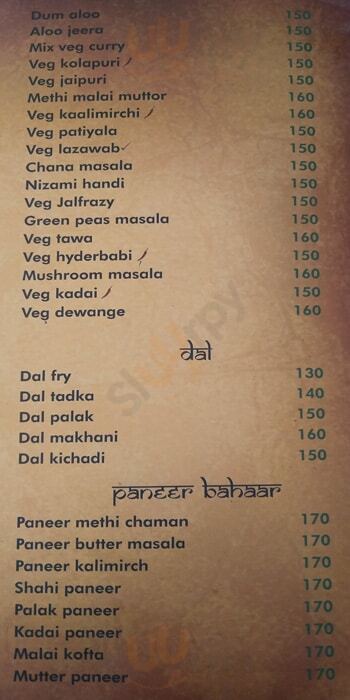 Dum aloo 150
Aloo jeera 150
Mix veg curry 150
Veg kolapuri 150
Veg jaipuri 150
Methi malai muttor 160
Veg kaalimirchi 160
Veg patiyala 150
Veg lazawab 150
Chana masala 150
Nizami handi 150
Veg Jalfrazy 150
Green peas masala 150
Veg tawa 160
Veg hyderbabi 150
Mushroom masala 160
Veg kadai 150
Veg dewange 160
dal
Dal fry 130
Dal tadka 140
Dal palak 150
Dal makhani 160
Dal kichadi 150
paneer bahaar
Paneer methi chaman 170
Paneer butter masala 170
Paneer kalimirch 170
Shahi paneer 170
Palak paneer 170
Kadai paneer 170
Malai kofta 170
Mutter paneer 170
sluurpy